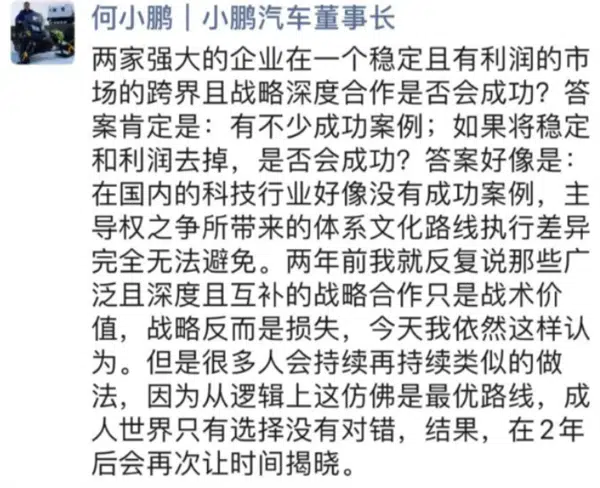 何小鹏｜小鹏汽车董事长
两家强大的企业在一个稳定且有利润的市
场的跨界且战略深度合作是否会成功？答
案肯定是：有不少成功案例；如果将稳定
和利润去掉，是否会成功？答案好像是：
在国内的科技行业好像没有成功案例，主
导权之争所带来的体系文化路线执行差异
完全无法避免。两年前我就反复说那些广
泛且深度且互补的战略合作只是战术价
值，战略反而是损失，今天我依然这样认
为。但是很多人会持续再持续类似的做
法，因为从逻辑上这仿佛是最优路线，成
人世界只有选择没有对错，结果，在2年
后会再次让时间揭晓。